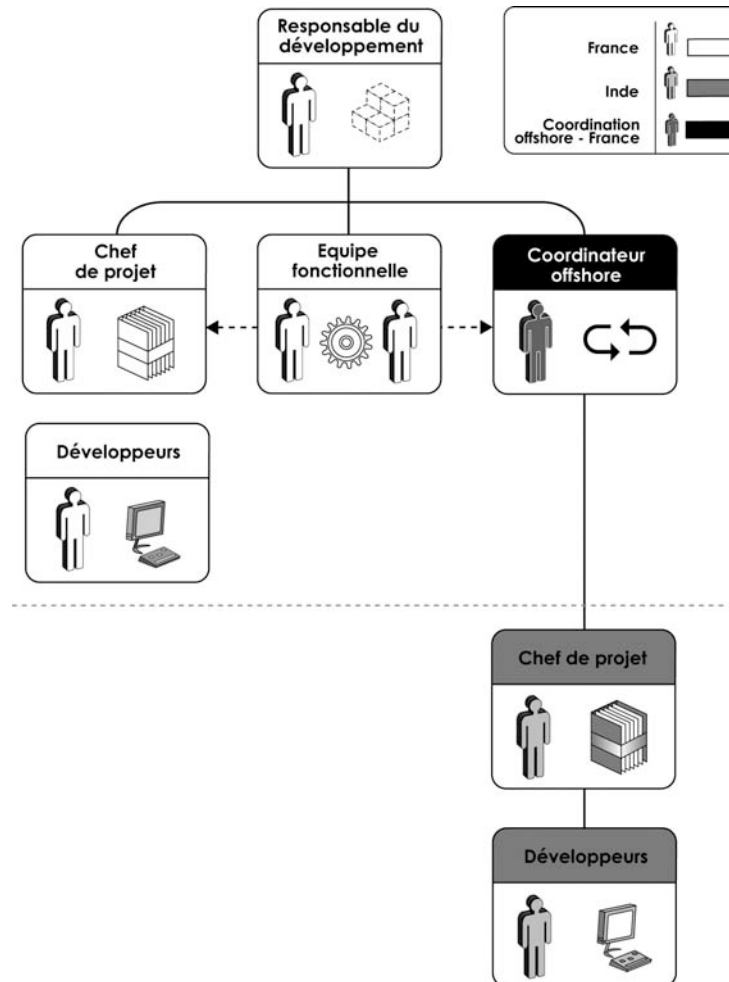 Responsable du
développement
France
Inde
Coordination
offshore - France
Chef
de projet
Equipe
fonctionnelle
Coordinateur
offshore
Développeurs
Chef de projet
Développeurs